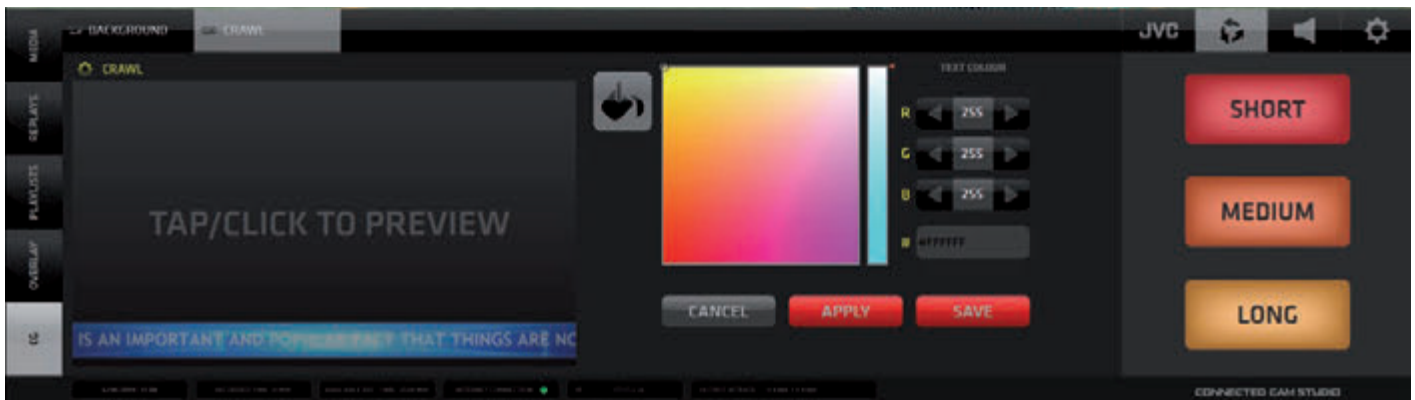 MEDIA
REPLAYS
PLAYLISTS
OVERLAY
CG
BACKGROUND
CRAWL
JVC
CRAWL
TAP/CLICK TO PREVIEW
IS AN IMPORTANT AND POPULAR FACT THAT THINGS ARE NO
TEXT COLOUR
R 255
G 255
B 255
# #FFFFFF
CANCEL APPLY SAVE
SHORT
MEDIUM
LONG
CONNECTED CAM STUDIO